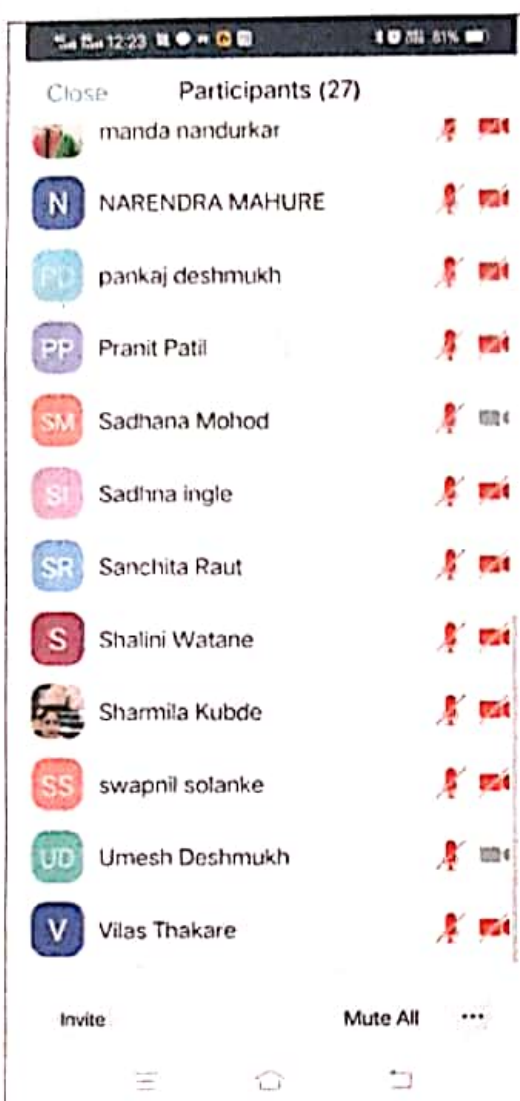 12:23 81%
Close Participants (27)
manda nandurkar
N NARENDRA MAHURE
PD pankaj deshmukh
PP Pranit Patil
SM Sadhana Mohod
SI Sadhna ingle
SR Sanchita Raut
S Shalini Watane
Sharmila Kubde
SS swapnil solanke
UD Umesh Deshmukh
V Vilas Thakare
Invite Mute All ...